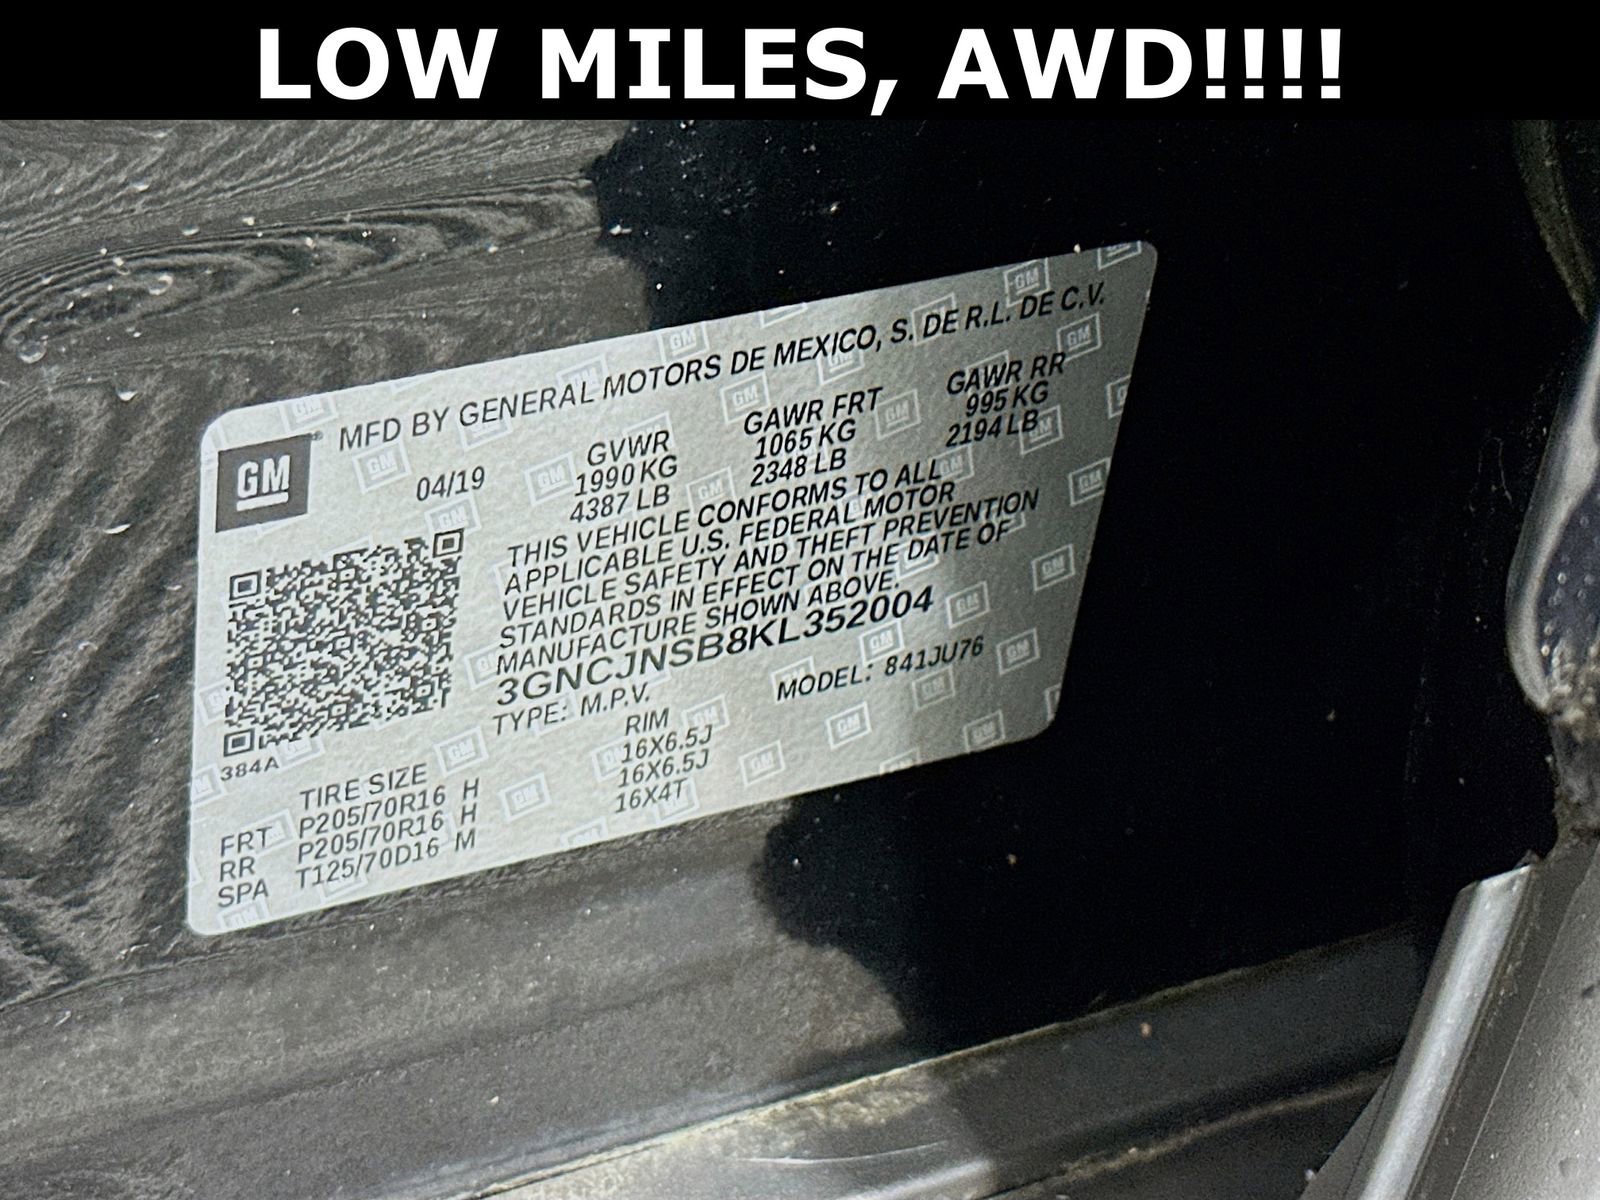 LOW MILES, AWD!!!!
MFD BY GENERAL MOTORS DE MEXICO, S. DE R.L. DE C.V.
GM
04/19
GVWR
1990 KG
4387 LB
GAWR FRT
1065 KG
2348 LB
GAWR RR
995 KG
2194 LB
THIS VEHICLE CONFORMS TO ALL
APPLICABLE U.S. FEDERAL MOTOR
VEHICLE SAFETY AND THEFT PREVENTION
STANDARDS IN EFFECT ON THE DATE OF
MANUFACTURE SHOWN ABOVE.
3GNCJNSB8KL352004
TYPE: M.P.V. MODEL: 841JU76
384A
TIRE SIZE RIM
FRT P205/70R16 H 16X6.5J
RR P205/70R16 H 16X6.5J
SPA T125/70D16 M 16X4T